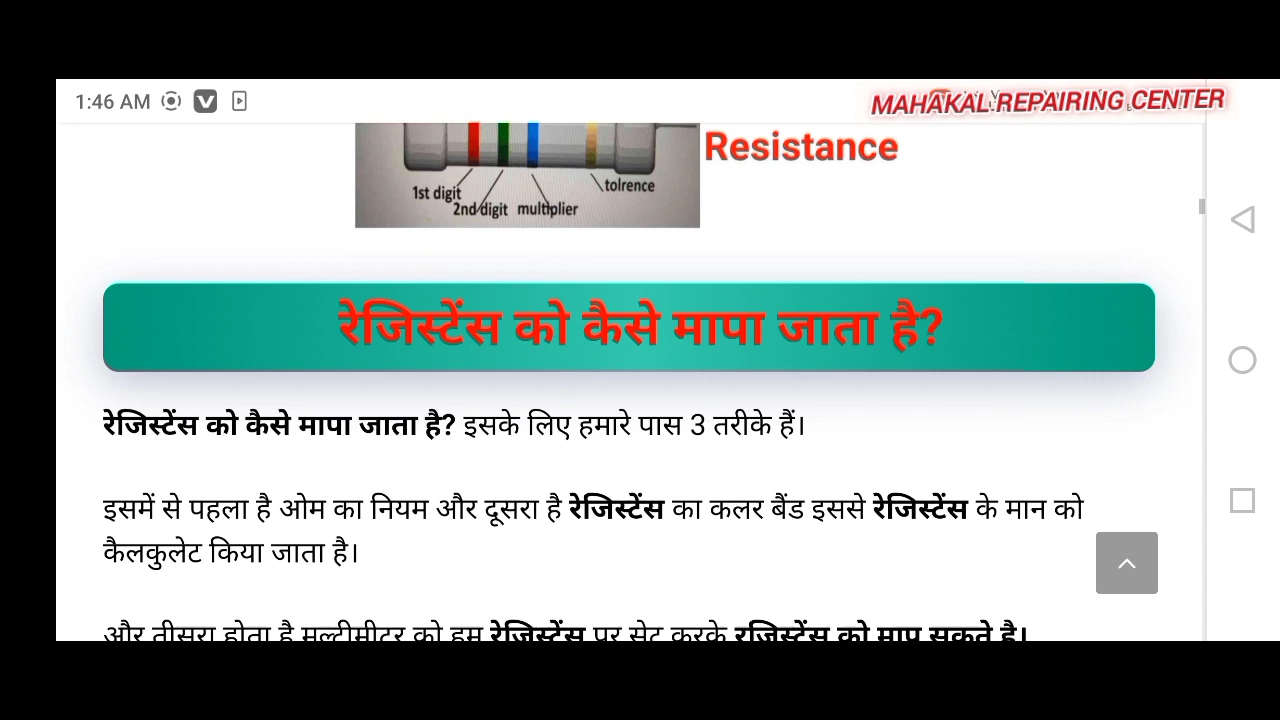 1:46 AM
MAHAKAL REPAIRING CENTER
Resistance
1st digit
tolrence
2nd digit multiplier
रेजिस्टेंस को कैसे मापा जाता है?
रेजिस्टेंस को कैसे मापा जाता है? इसके लिए हमारे पास 3 तरीके हैं।
इसमें से पहला है ओम का नियम और दूसरा है रेजिस्टेंस का कलर बैंड इससे रेजिस्टेंस के मान को
कैलकुलेट किया जाता है।
और तीसरा होता है मल्टीमीटर को हम रेजिस्टेंस पर सेट करके रजिस्टेंस को माप सकते है।